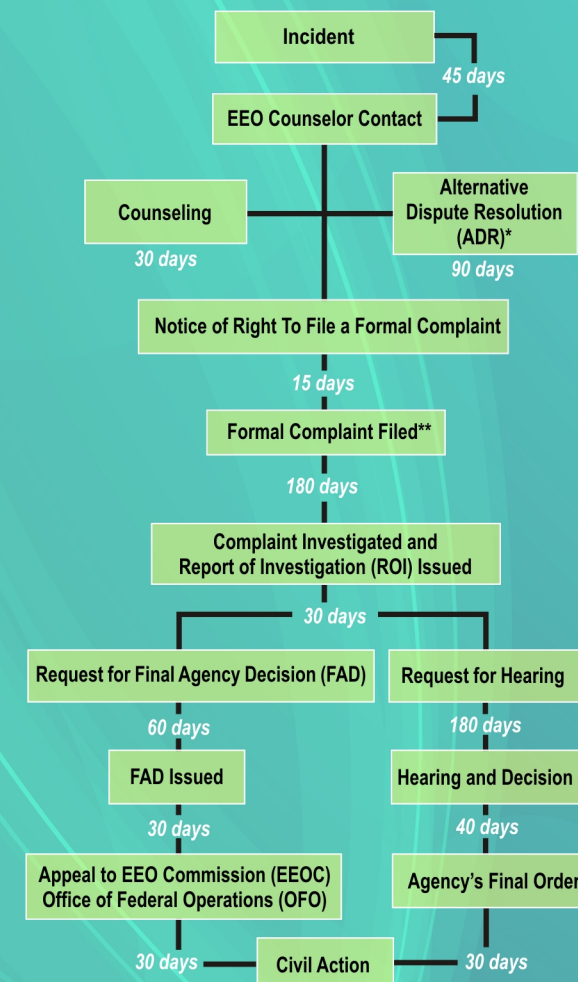 Incident
45 days
EEO Counselor Contact
Counseling
30 days
Alternative
Dispute Resolution
(ADR)*
90 days
Notice of Right To File a Formal Complaint
15 days
Formal Complaint Filed**
180 days
Complaint Investigated and
Report of Investigation (ROI) Issued
30 days
Request for Final Agency Decision (FAD)
60 days
FAD Issued
30 days
Appeal to EEO Commission (EEOC)
Office of Federal Operations (OFO)
30 days
Request for Hearing
180 days
Hearing and Decision
40 days
Agency's Final Order
30 days
Civil Action